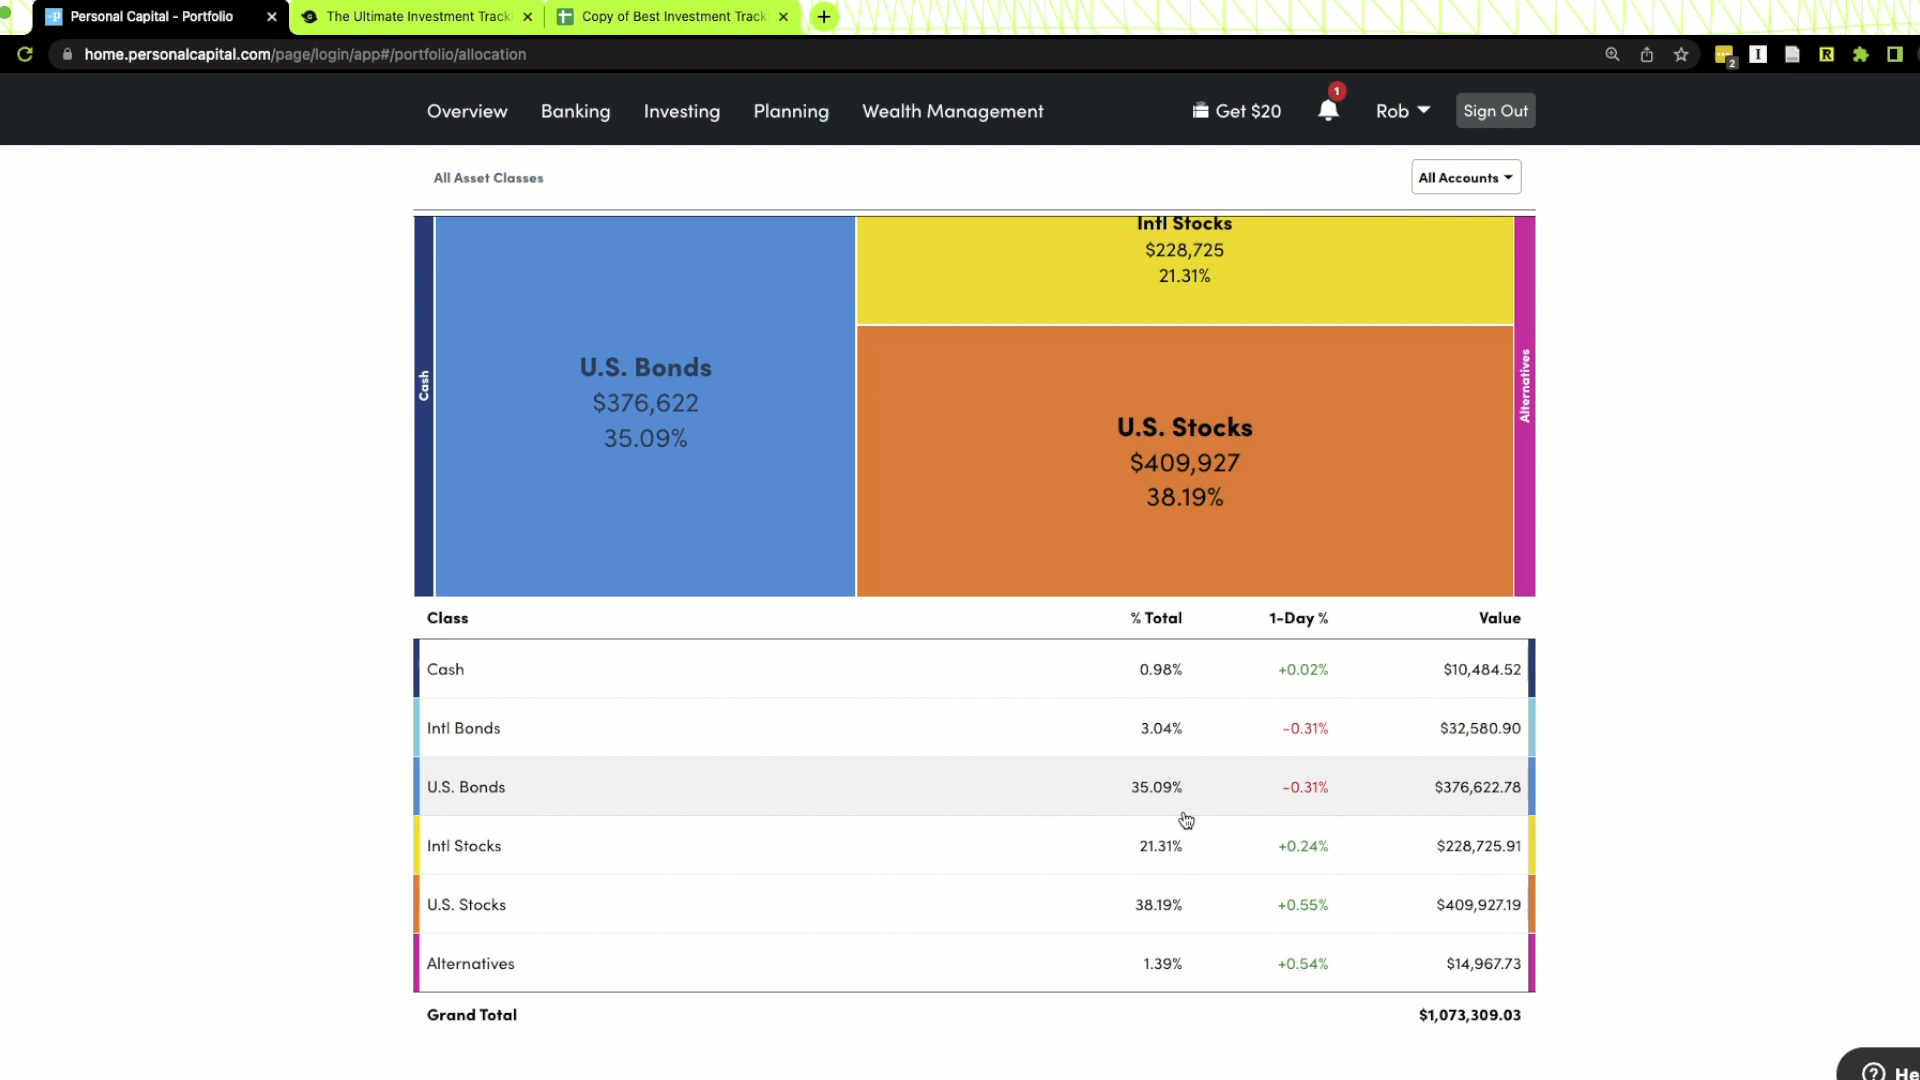 Personal Capital - Portfolio
The Ultimate Investment Track
Copy of Best Investment Track
home.personalcapital.com/page/login/app#/portfolio/allocation
2
I
R
Overview Banking Investing Planning Wealth Management Get $20 1 Rob Sign Out
All Asset Classes All Accounts
Cash
U.S. Bonds
$376,622
35.09%
Intl Stocks
$228,725
21.31%
U.S. Stocks
$409,927
38.19%
Alternatives
Class % Total 1-Day % Value
Cash 0.98% +0.02% $10,484.52
Intl Bonds 3.04% -0.31% $32,580.90
U.S. Bonds 35.09% -0.31% $376,622.78
Intl Stocks 21.31% +0.24% $228,725.91
U.S. Stocks 38.19% +0.55% $409,927.19
Alternatives 1.39% +0.54% $14,967.73
Grand Total $1,073,309.03
? He